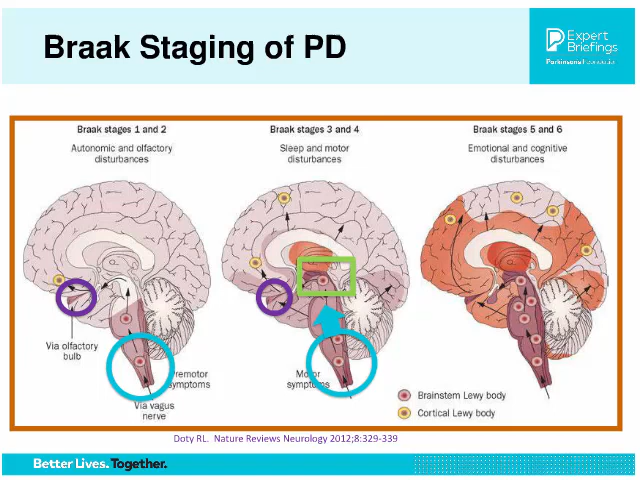 Braak Staging of PD
Expert
Briefings
Parkinson's Foundation
Braak stages 1 and 2
Autonomic and olfactory
disturbances
Braak stages 3 and 4
Sleep and motor
disturbances
Braak stages 5 and 6
Emotional and cognitive
disturbances
Via olfactory
bulb
Premotor
symptoms
Via vagus
nerve
Motor
symptoms
Brainstem Lewy body
Cortical Lewy body
Doty RL. Nature Reviews Neurology 2012;8:329-339
Better Lives. Together.